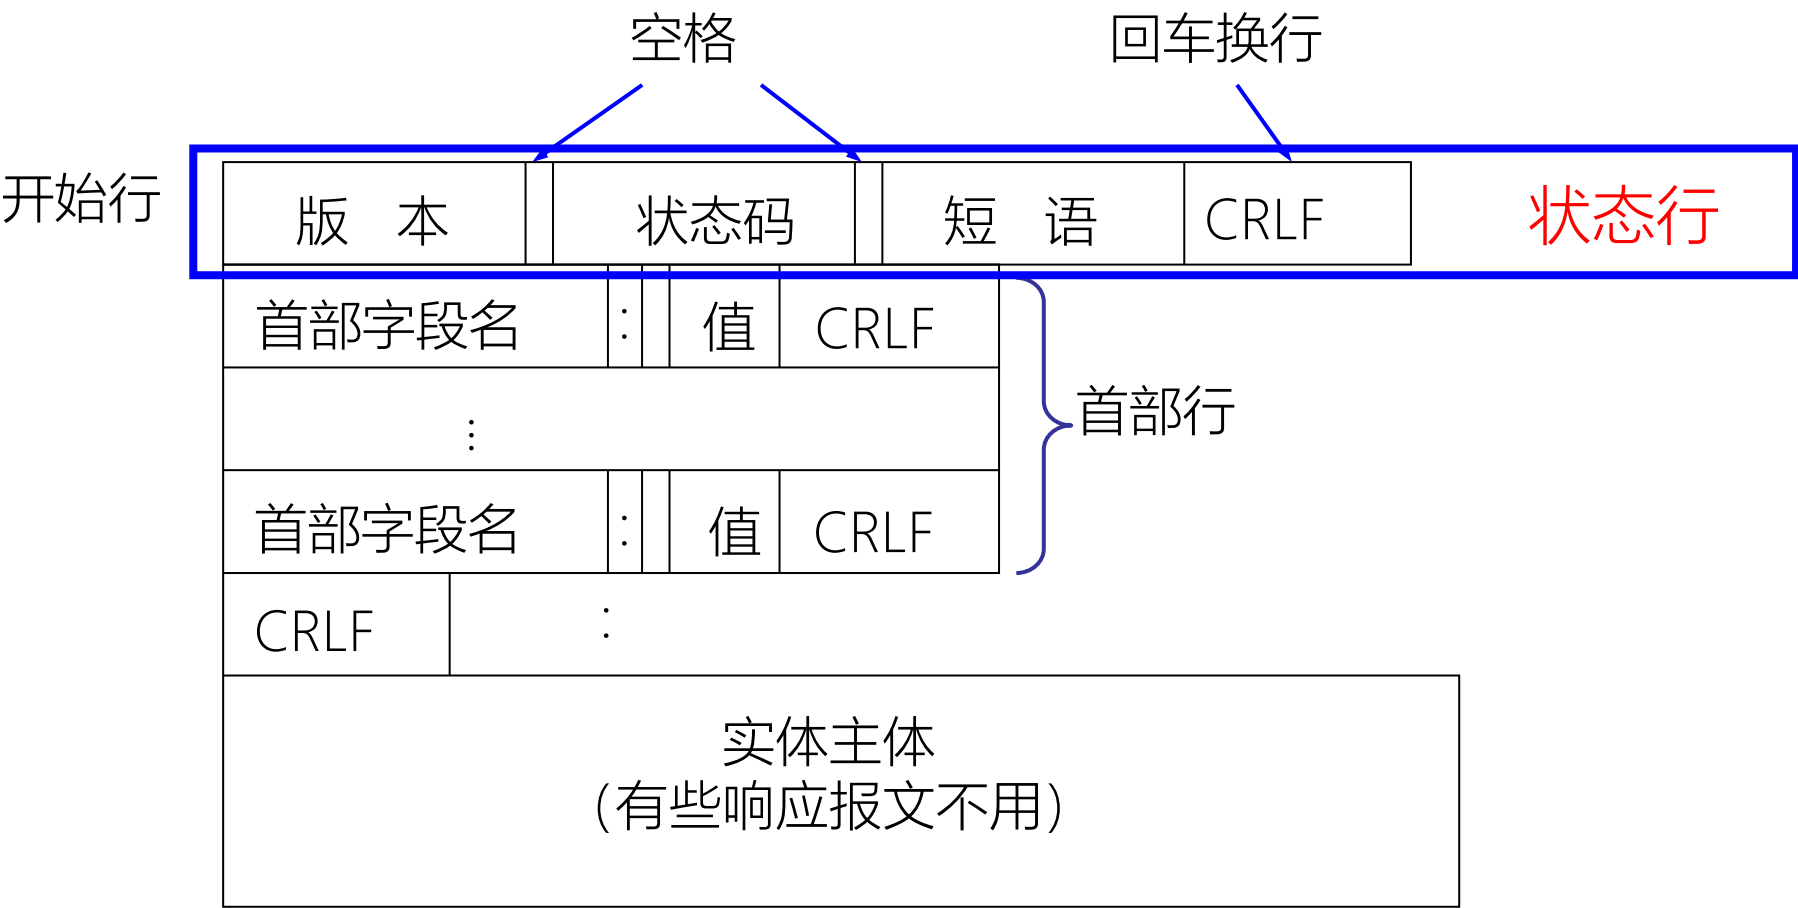 空格 回车换行
开始行 版 本 状态码 短 语 CRLF 状态行
首部字段名 : 值 CRLF
⋮ 首部行
首部字段名 : 值 CRLF
CRLF :
实体主体
（有些响应报文不用）